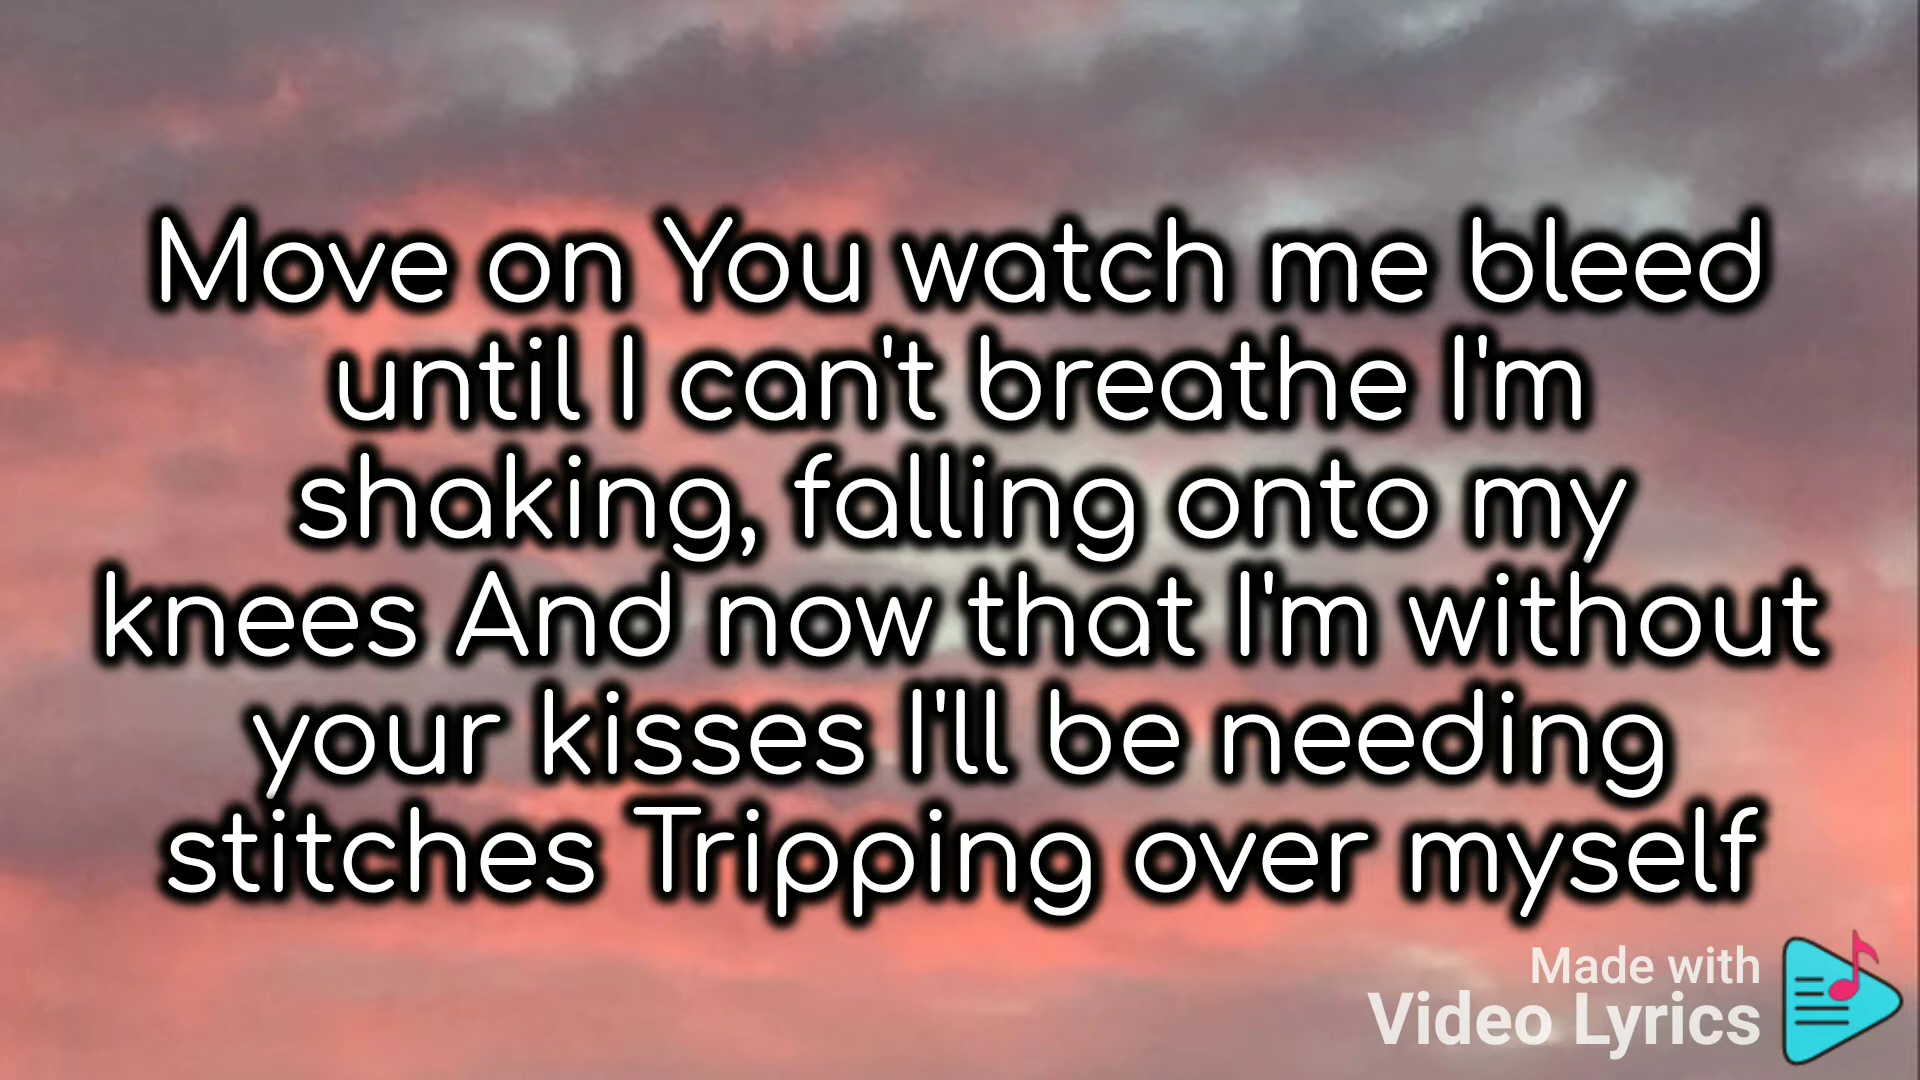 Move on You watch me bleed
until I can't breathe I'm
shaking, falling onto my
knees And now that I'm without
your kisses I'll be needing
stitches Tripping over myself
Made with
Video Lyrics